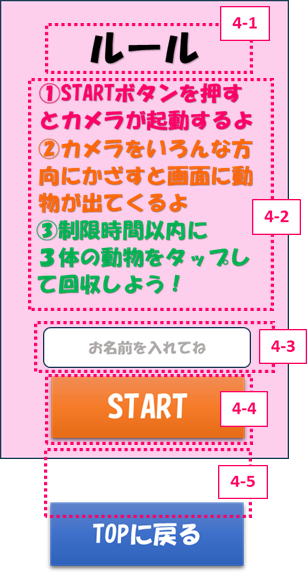 4-1
ルール
①STARTボタンを押す
とカメラが起動するよ
②カメラをいろんな方
向にかざすと画面に動
物が出てくるよ
4-2
③制限時間以内に
３体の動物をタップし
て回収しよう！
お名前を入れてね
4-3
START
4-4
4-5
TOPに戻る